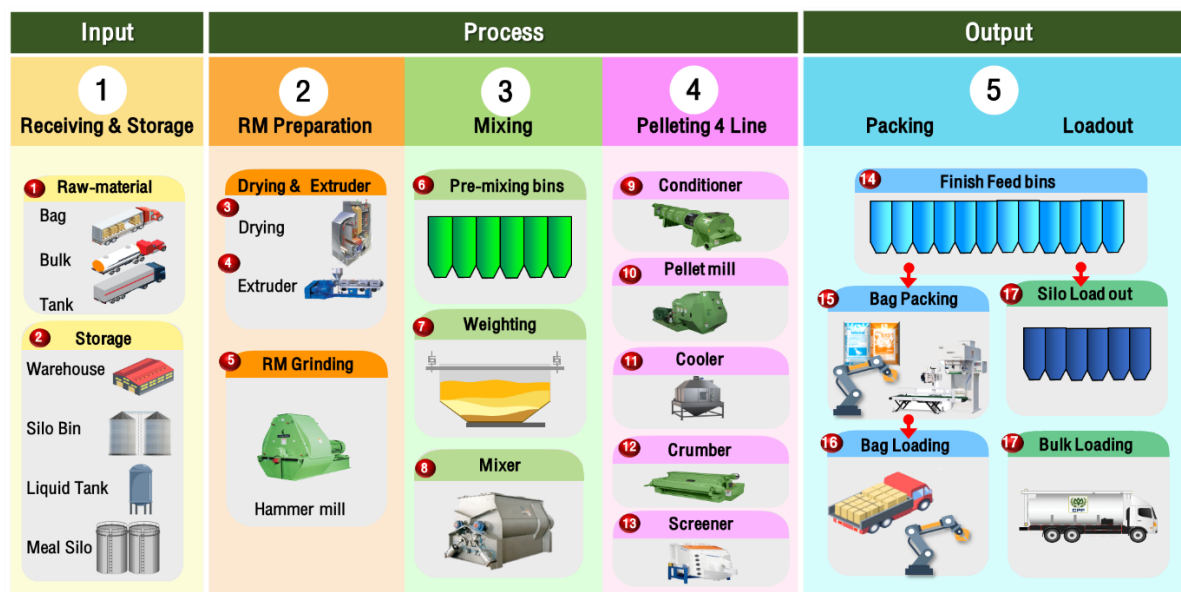 Input
Process
Output
1
Receiving & Storage
2
RM Preparation
3
Mixing
4
Pelleting 4 Line
5
Packing
Loadout
1 Raw-material
Bag
Bulk
Tank
2 Storage
Warehouse
Silo Bin
Liquid Tank
Meal Silo
Drying & Extruder
3
Drying
4
Extruder
5 RM Grinding
Hammer mill
6 Pre-mixing bins
7 Weighting
8 Mixer
9 Conditioner
10 Pellet mill
11 Cooler
12 Crumber
13 Screener
14 Finish Feed bins
15 Bag Packing
17 Silo Load out
16 Bag Loading
17 Bulk Loading
CPF